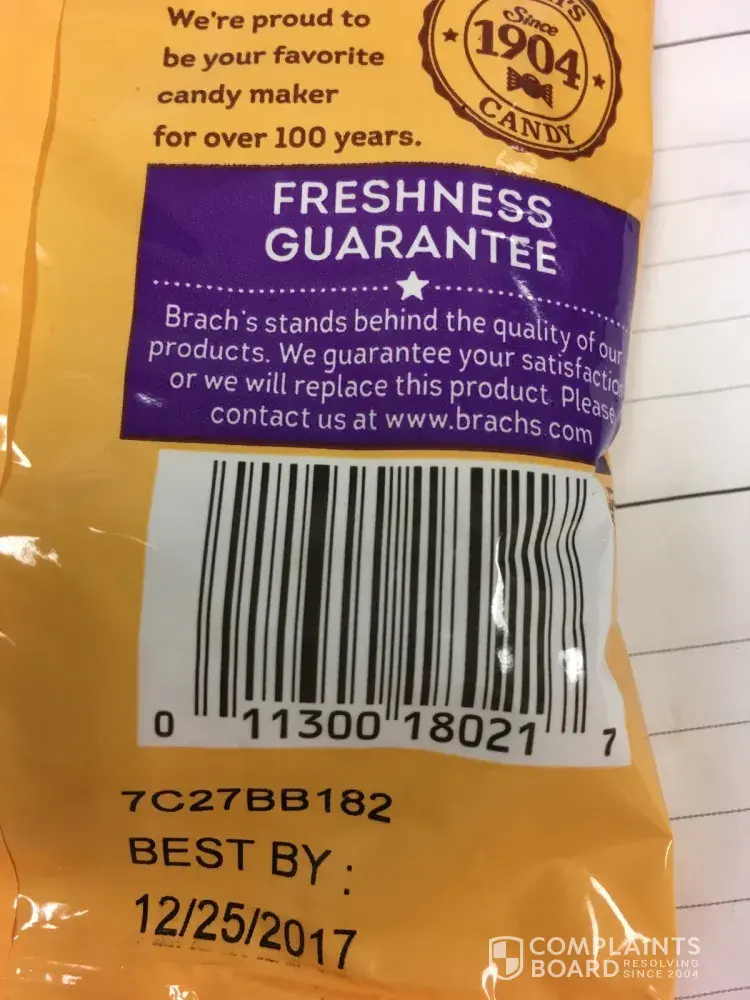 We're proud to
be your favorite
candy maker
for over 100 years.
Since
1904
CANDY
FRESHNESS
GUARANTEE
Brach's stands behind the quality of our
products. We guarantee your satisfaction
or we will replace this product. Please
contact us at www.brachs.com
0 11300 18021 7
7C27BB182
BEST BY :
12/25/2017
COMPLAINTS
BOARD RESOLVING
SINCE 2004